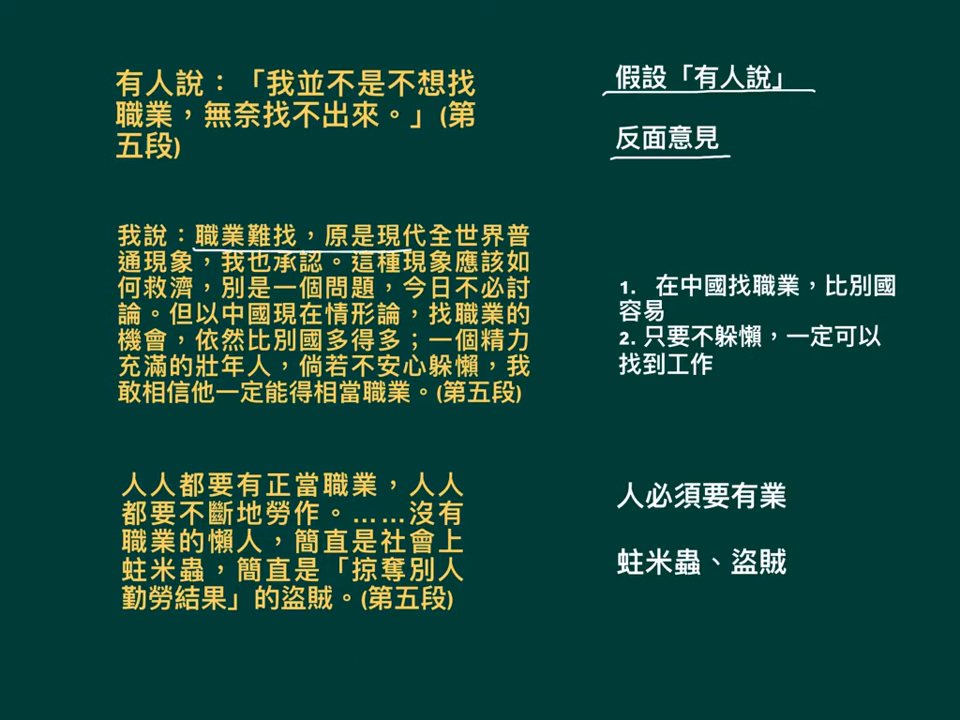 有人說：「我並不是不想找
職業，無奈找不出來。」(第
五段)
假設「有人說」
反面意見
我說：職業難找，原是現代全世界普
通現象，我也承認。這種現象應該如
何救濟，別是一個問題，今日不必討
論。但以中國現在情形論，找職業的
機會，依然比別國多得多；一個精力
充滿的壯年人，倘若不安心躲懶，我
敢相信他一定能得相當職業。(第五段)
1. 在中國找職業，比別國
容易
2. 只要不躲懶，一定可以
找到工作
人人都要有正當職業，人人
都要不斷地勞作。……沒有
職業的懶人，簡直是社會上
蛀米蟲，簡直是「掠奪別人
勤勞結果」的盜賊。(第五段)
人必須要有業
蛀米蟲、盜賊